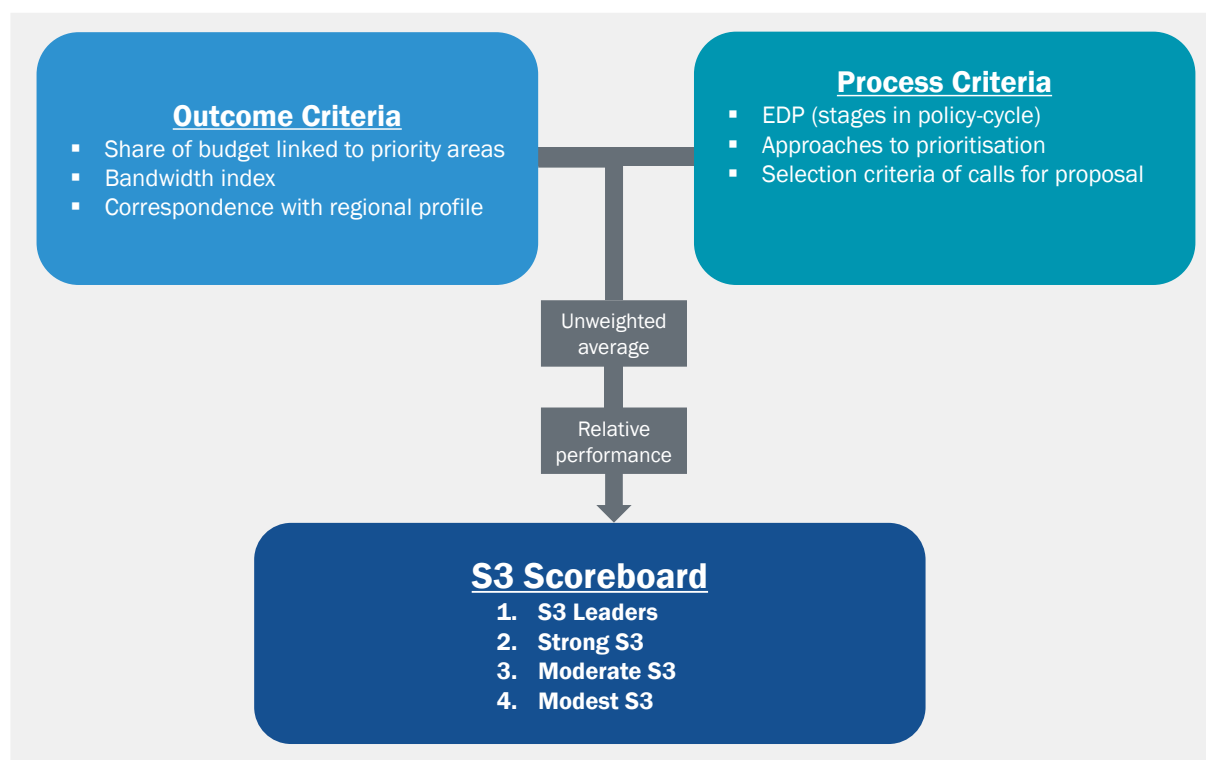 Outcome Criteria
▪ Share of budget linked to priority areas
▪ Bandwidth index
▪ Correspondence with regional profile
Process Criteria
▪ EDP (stages in policy-cycle)
▪ Approaches to prioritisation
▪ Selection criteria of calls for proposal
Unweighted
average
Relative
performance
S3 Scoreboard
1. S3 Leaders
2. Strong S3
3. Moderate S3
4. Modest S3